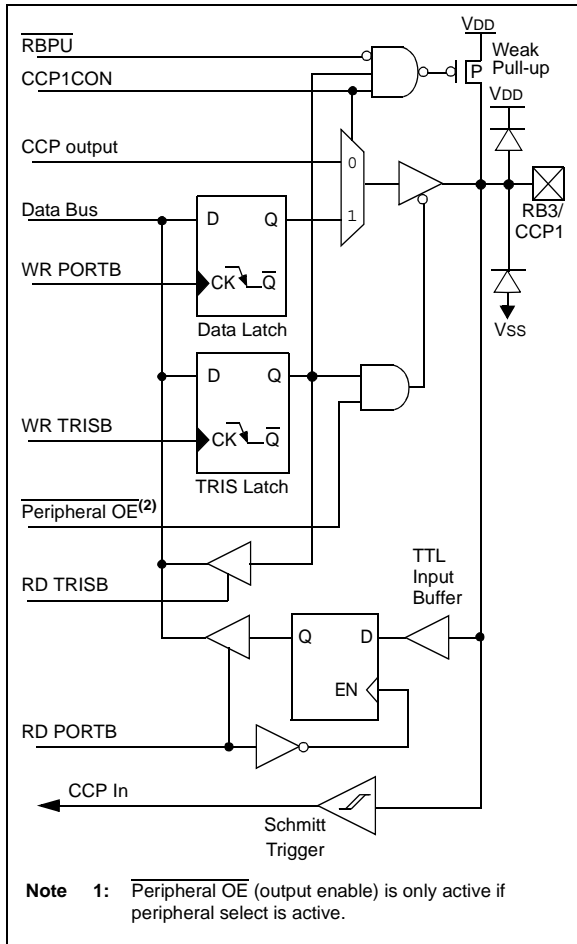 RBPU
VDD
Weak
Pull-up
P
CCP1CON
VDD
CCP output
0
Data Bus
D Q
1
RB3/
CCP1
WR PORTB
CK Q
Data Latch
VSS
D Q
WR TRISB
CK Q
TRIS Latch
Peripheral OE(2)
RD TRISB
TTL
Input
Buffer
Q D
EN
RD PORTB
CCP In
Schmitt
Trigger
Note 1: Peripheral OE (output enable) is only active if
peripheral select is active.